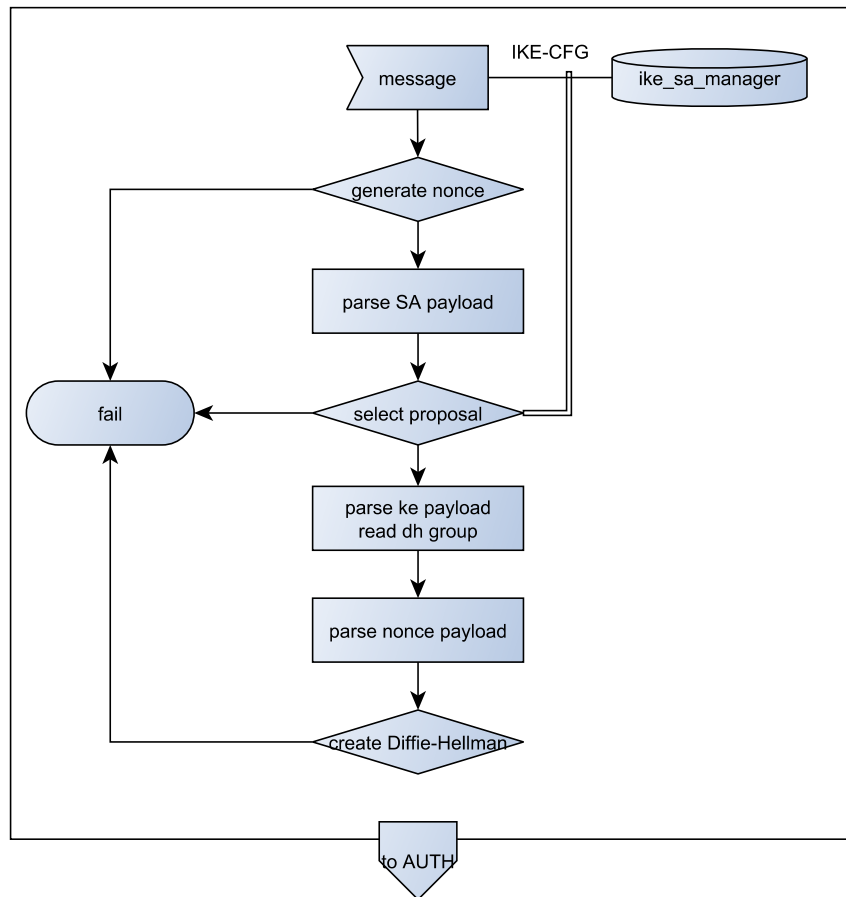 IKE-CFG
message
ike_sa_manager
generate nonce
parse SA payload
fail
select proposal
parse ke payload
read dh group
parse nonce payload
create Diffie-Hellman
to AUTH